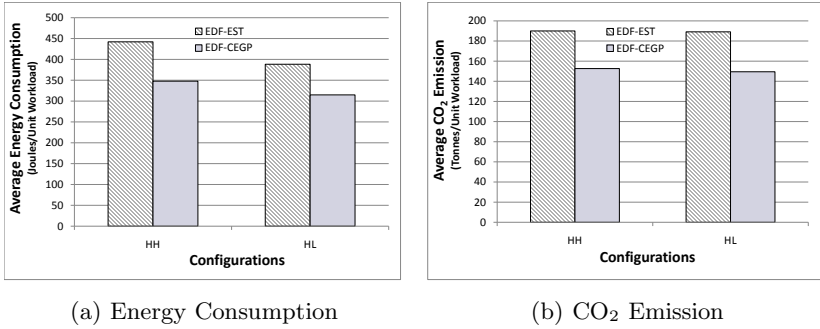 500
450
400
350
300
250
200
150
100
50
0
Average Energy Consumption
(Joules/Unit Workload)
EDF-EST
EDF-CEGP
HH HL
Configurations
(a) Energy Consumption
200
180
160
140
120
100
80
60
40
20
0
Average CO₂ Emission
(Tonnes/Unit Workload)
EDF-EST
EDF-CEGP
HH HL
Configurations
(b) CO₂ Emission